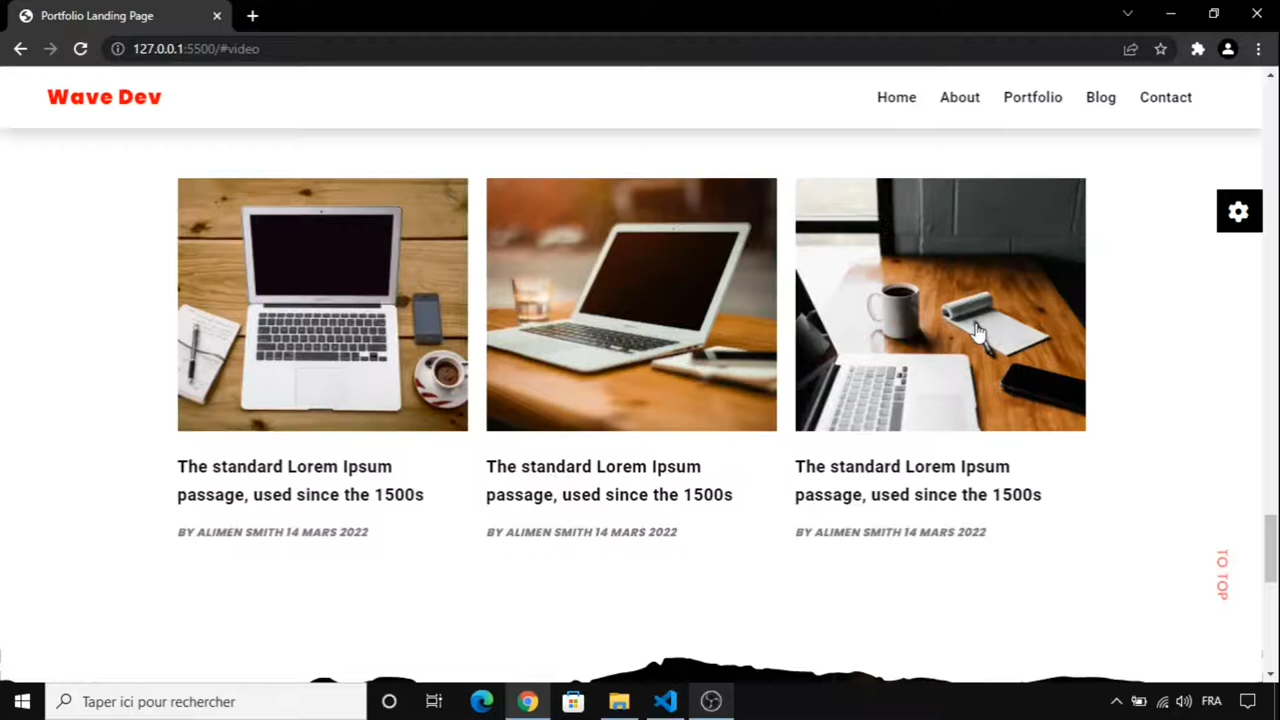 Portfolio Landing Page
127.0.0.1:5500/#video
Wave Dev
Home About Portfolio Blog Contact
The standard Lorem Ipsum
passage, used since the 1500s
BY ALIMEN SMITH 14 MARS 2022
The standard Lorem Ipsum
passage, used since the 1500s
BY ALIMEN SMITH 14 MARS 2022
The standard Lorem Ipsum
passage, used since the 1500s
BY ALIMEN SMITH 14 MARS 2022
TO TOP
Taper ici pour rechercher
FRA